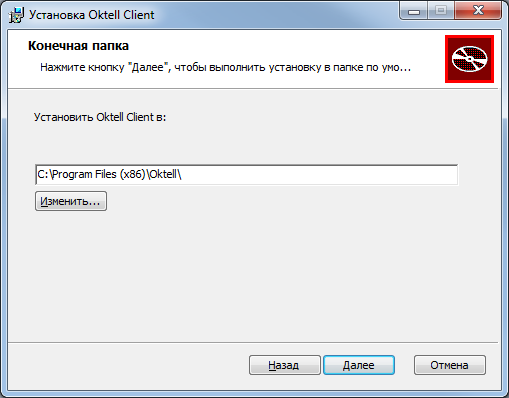 Установка Oktell Client
Конечная папка
Нажмите кнопку "Далее", чтобы выполнить установку в папке по умо...
Установить Oktell Client в:
C:\Program Files (x86)\Oktell\
Изменить...
Назад
Далее
Отмена